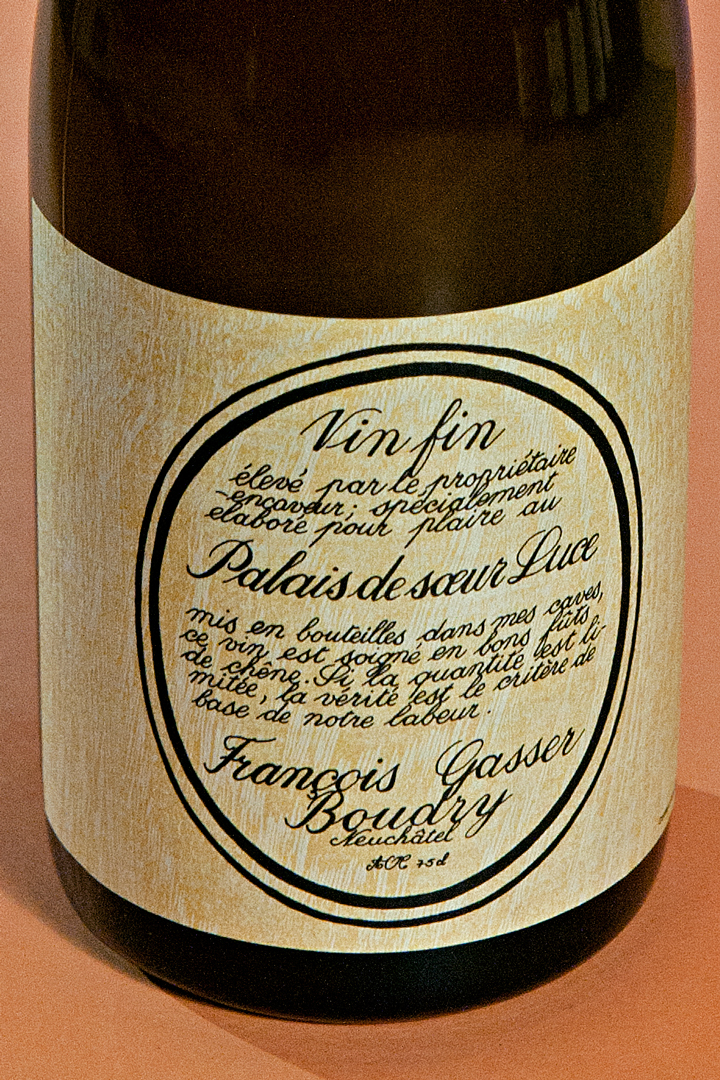 Vin fin
élevé par le propriétaire
-encaveur; spécialement
élaboré pour plaire au
Palais de sœur Luce
mis en bouteilles dans mes caves,
ce vin est soigné en bons fûts
de chêne. Si la quantité est li-
mitée, la vérité est le critère de
base de notre labeur.
François Gasser
Boudry
Neuchâtel
75d